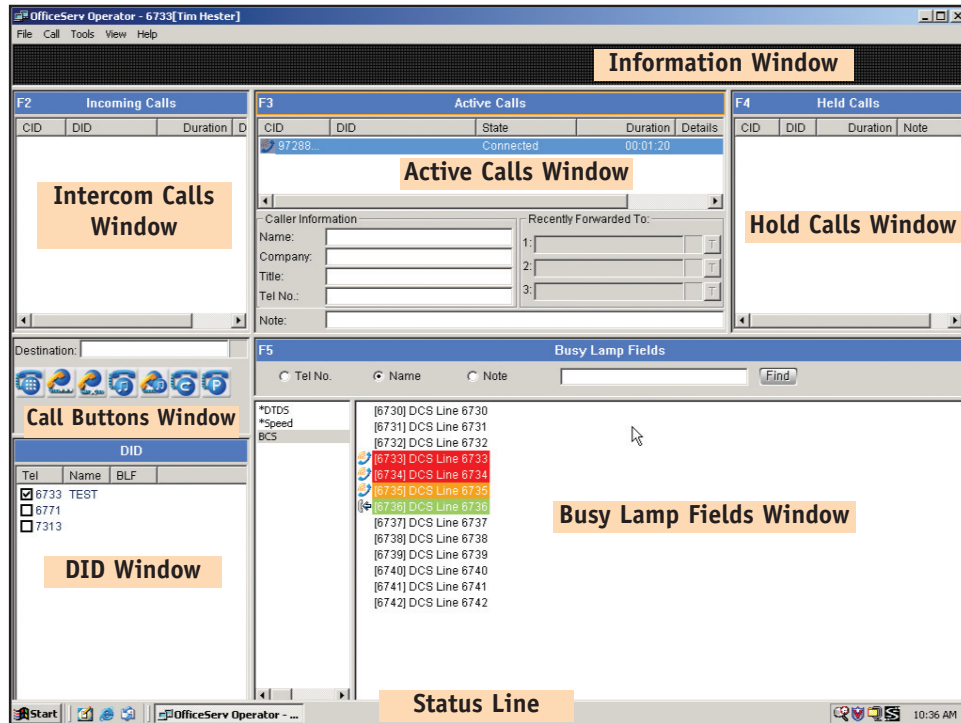 OfficeServ Operator - 6733[Tim Hester]
File Call Tools View Help
Information Window
F2 Incoming Calls
CID DID Duration D
Intercom Calls
Window
F3 Active Calls
CID DID State Duration Details
97288... Connected 00:01:20
Active Calls Window
Caller Information
Name:
Company:
Title:
Tel No.:
Note:
Recently Forwarded To:
1: T
2: T
3: T
F4 Held Calls
CID DID Duration Note
Hold Calls Window
Destination:
Call Buttons Window
DID
Tel Name BLF
6733 TEST
6771
7313
DID Window
F5 Busy Lamp Fields
Tel No. Name Note Find
*DTDS
*Speed
BCS
[6730] DCS Line 6730
[6731] DCS Line 6731
[6732] DCS Line 6732
[6733] DCS Line 6733
[6734] DCS Line 6734
[6735] DCS Line 6735
[6736] DCS Line 6736
[6737] DCS Line 6737
[6738] DCS Line 6738
[6739] DCS Line 6739
[6740] DCS Line 6740
[6741] DCS Line 6741
[6742] DCS Line 6742
Busy Lamp Fields Window
Status Line
Start OfficeServ Operator - ... 10:36 AM